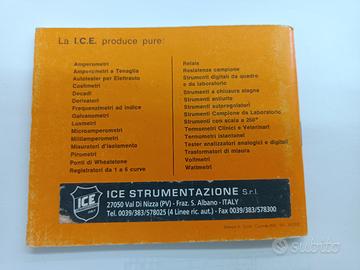 La I.C.E. produce pure:
Amperometri
Amperometri a Tenaglia
Autotester per Elettrauto
Cosfimetri
Decadi
Derivatori
Frequenzimetri ad indice
Galvanometri
Luxmetri
Microamperometri
Milliamperometri
Misuratori d'isolamento
Pirometri
Ponti di Wheatstone
Registratori da 1 a 6 curve
Relais
Resistenze campione
Strumenti digitali da quadro
e da laboratorio
Strumenti a chiusura stagna
Strumenti antiurto
Strumenti autoregolatori
Strumenti Campione da Laboratorio
Strumenti con scala a 250°
Termometri Clinici e Veterinari
Termometri istantanei
Tester analizzatori analogici e digitali
Trasformatori di misura
Voltmetri
Wattmetri
ICE
ICE STRUMENTAZIONE S.r.l.
27050 Val Di Nizza (PV) - Fraz. S. Albano - ITALY
Tel. 0039/383/578025 (4 Linee ric. aut.) - Fax 0039/383/578300
subito